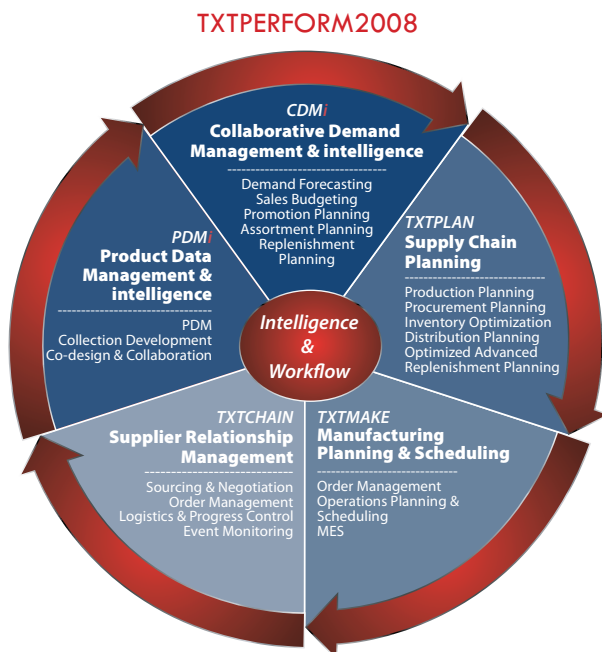 TXTPERFORM2008
CDMi
Collaborative Demand
Management & intelligence
Demand Forecasting
Sales Budgeting
Promotion Planning
Assortment Planning
Replenishment
Planning
TXTPLAN
Supply Chain
Planning
Production Planning
Procurement Planning
Inventory Optimization
Distribution Planning
Optimized Advanced
Replenishment Planning
TXTMAKE
Manufacturing
Planning & Scheduling
Order Management
Operations Planning &
Scheduling
MES
TXTCHAIN
Supplier Relationship
Management
Sourcing & Negotiation
Order Management
Logistics & Progress Control
Event Monitoring
PDMi
Product Data
Management &
intelligence
PDM
Collection Development
Co-design & Collaboration
Intelligence
&
Workflow